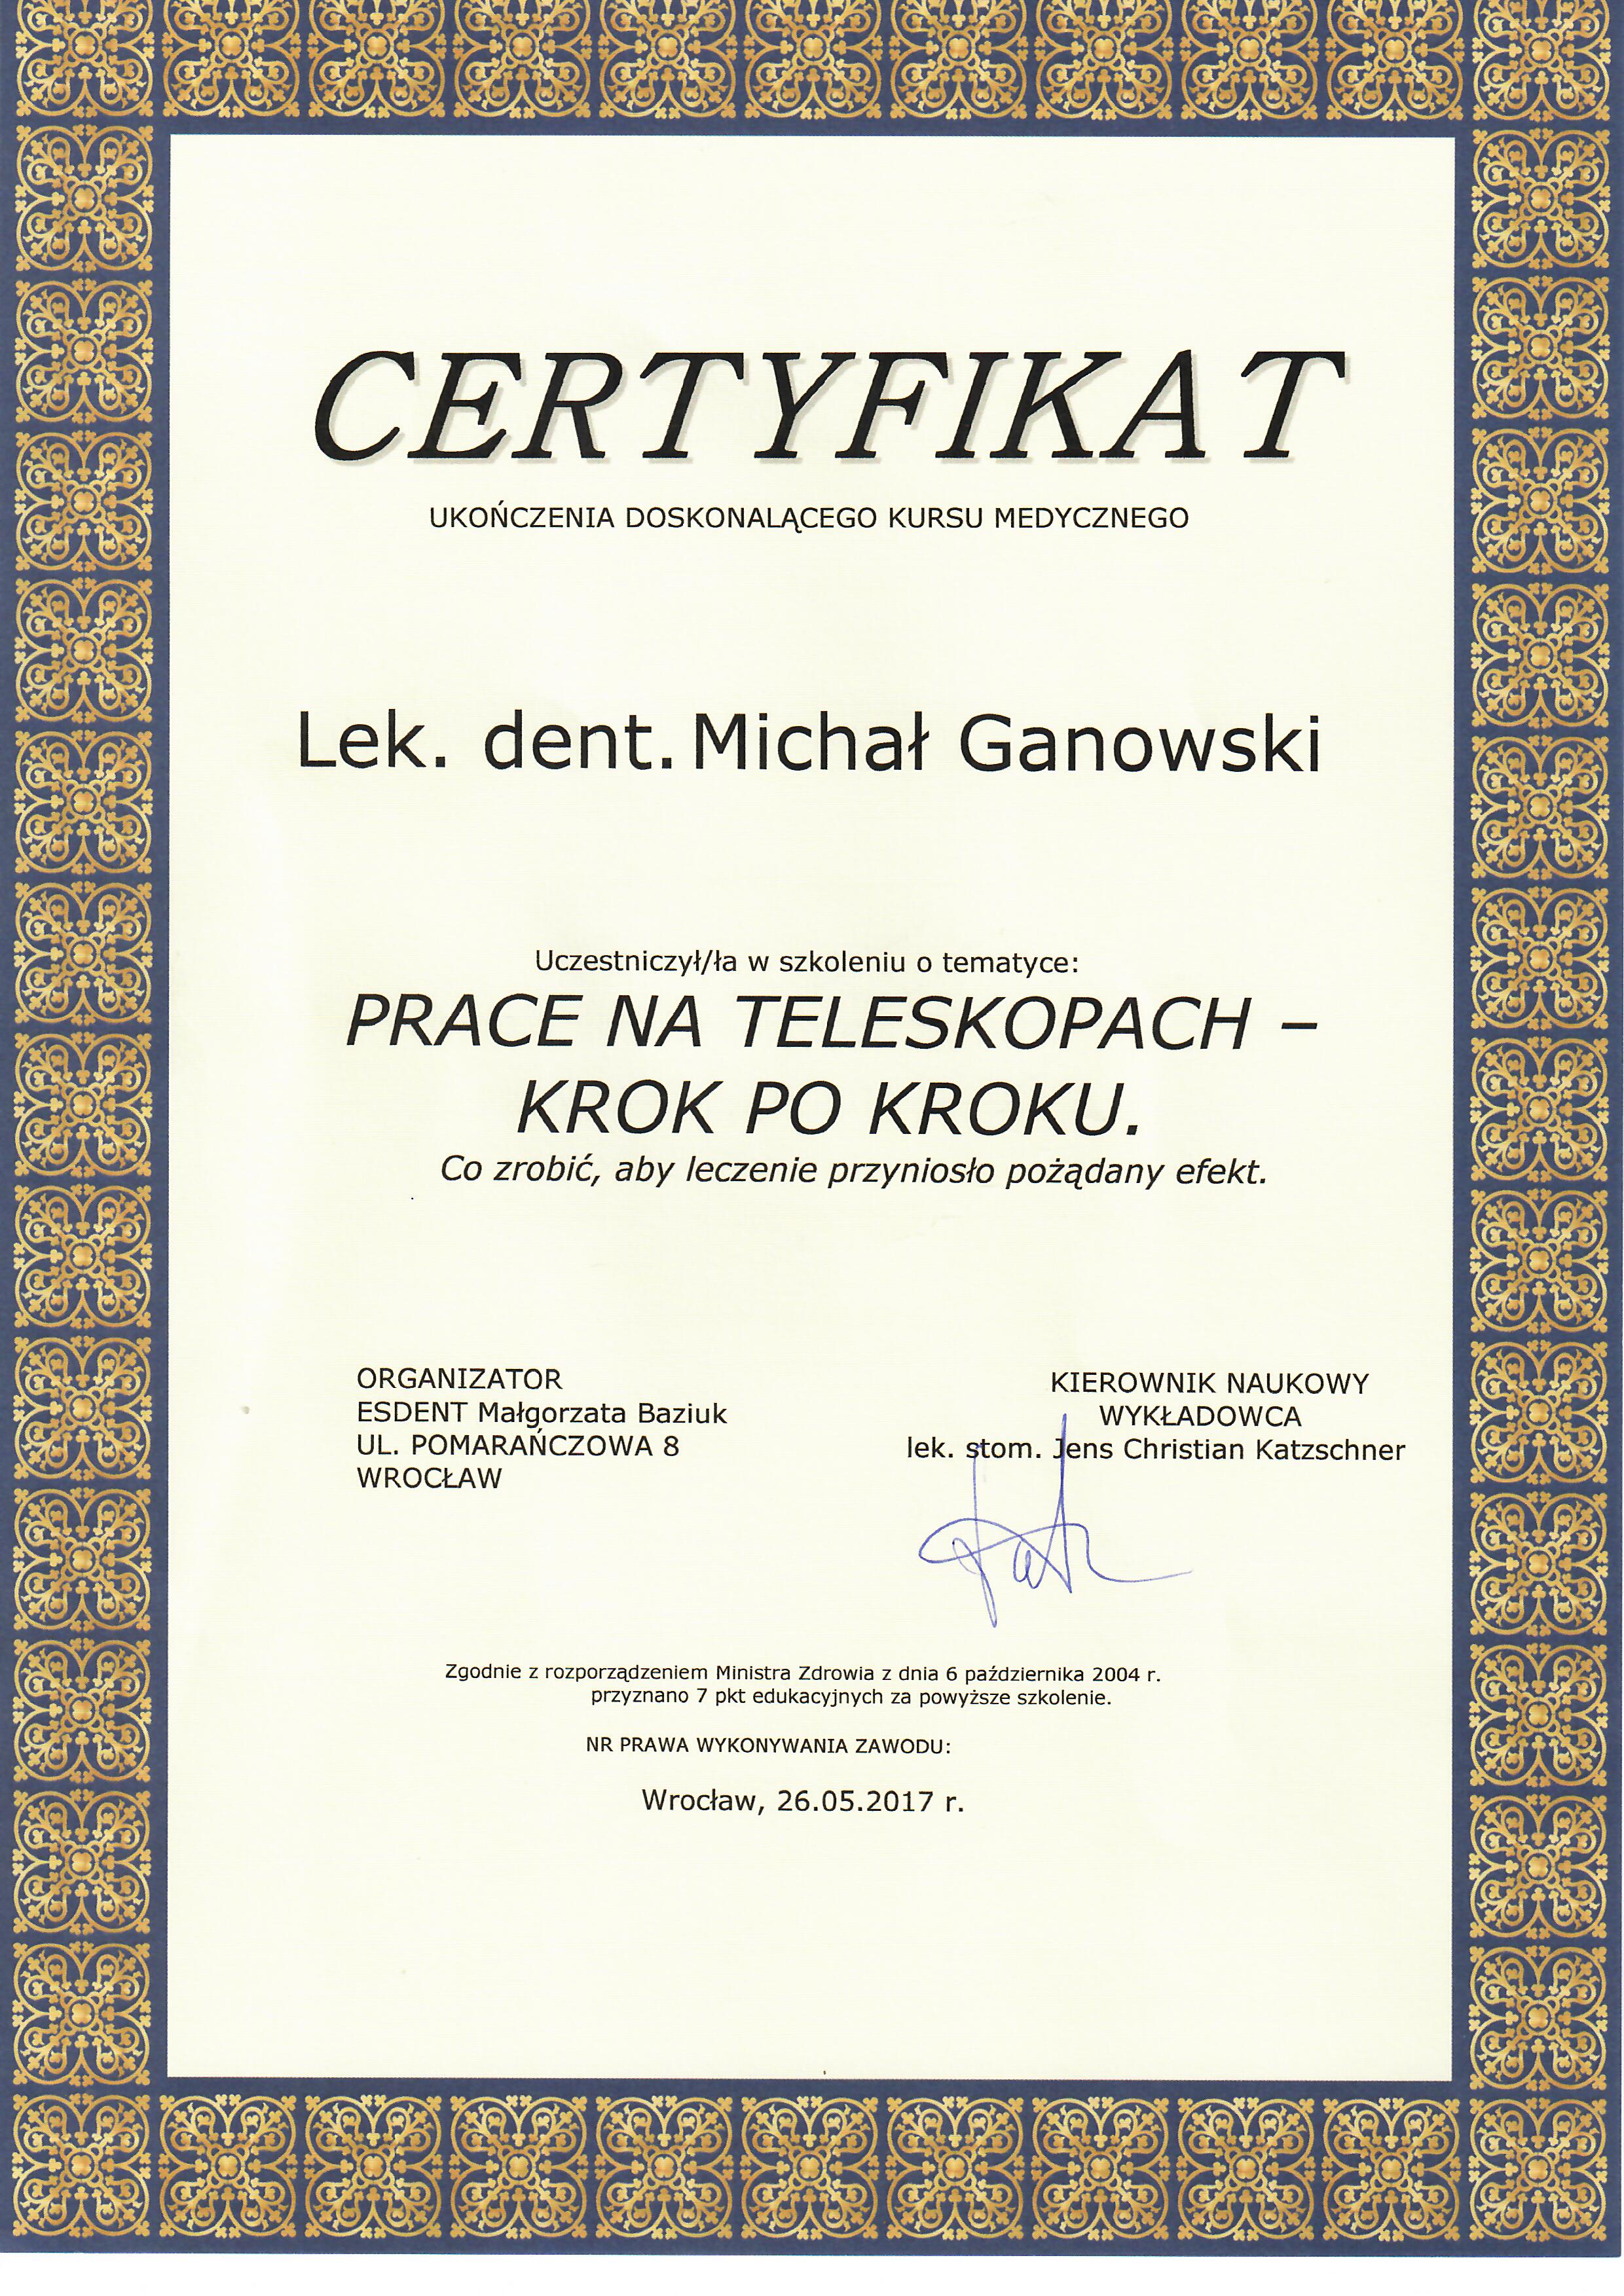 CERTYFIKAT
UKOŃCZENIA DOSKONALĄCEGO KURSU MEDYCZNEGO
Lek. dent. Michał Ganowski
Uczestniczył/ła w szkoleniu o tematyce:
PRACE NA TELESKOPACH –
KROK PO KROKU.
Co zrobić, aby leczenie przyniosło pożądany efekt.
ORGANIZATOR
ESDENT Małgorzata Baziuk
UL. POMARAŃCZOWA 8
WROCŁAW
KIEROWNIK NAUKOWY
WYKŁADOWCA
lek. stom. Jens Christian Katzschner
Zgodnie z rozporządzeniem Ministra Zdrowia z dnia 6 października 2004 r.
przyznano 7 pkt edukacyjnych za powyższe szkolenie.
NR PRAWA WYKONYWANIA ZAWODU:
Wrocław, 26.05.2017 r.